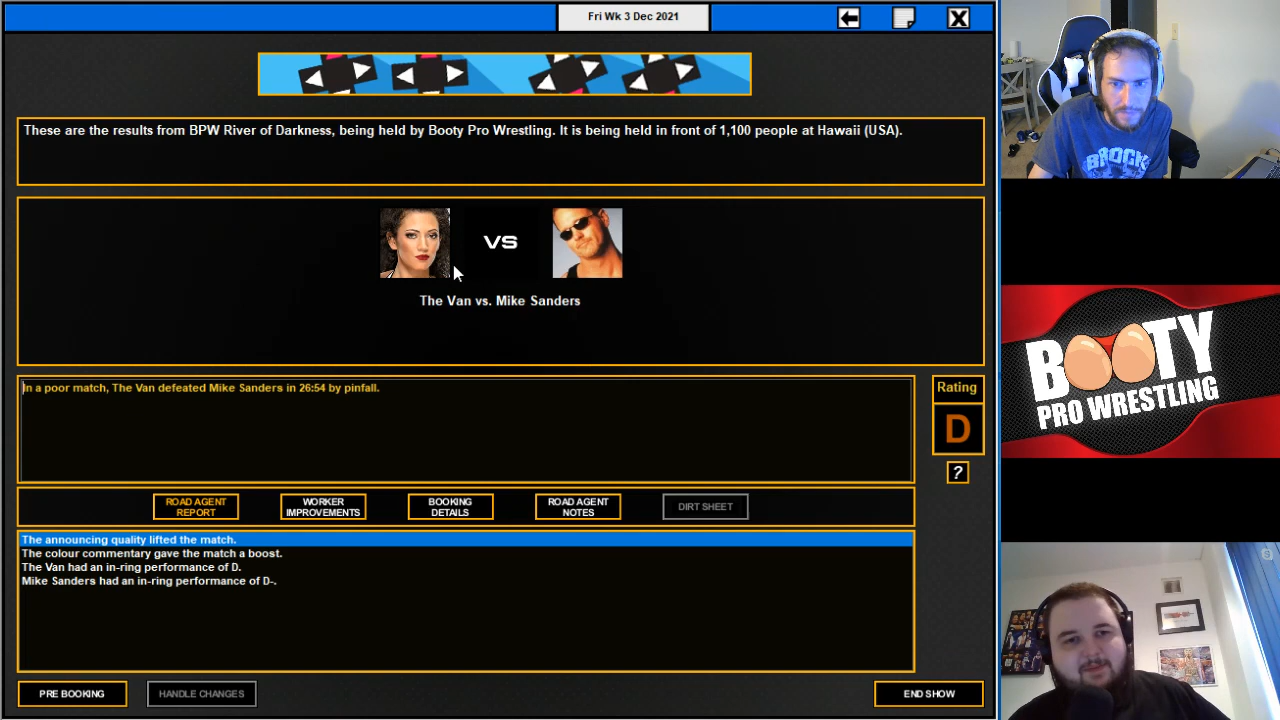 Fri Wk 3 Dec 2021
These are the results from BPW River of Darkness, being held by Booty Pro Wrestling. It is being held in front of 1,100 people at Hawaii (USA).
VS
The Van vs. Mike Sanders
In a poor match, The Van defeated Mike Sanders in 26:54 by pinfall.
Rating
D
?
ROAD AGENT
REPORT
WORKER
IMPROVEMENTS
BOOKING
DETAILS
ROAD AGENT
NOTES
DIRT SHEET
The announcing quality lifted the match.
The colour commentary gave the match a boost.
The Van had an in-ring performance of D.
Mike Sanders had an in-ring performance of D-.
PRE BOOKING
HANDLE CHANGES
END SHOW
BROCK
BOOTY
PRO WRESTLING